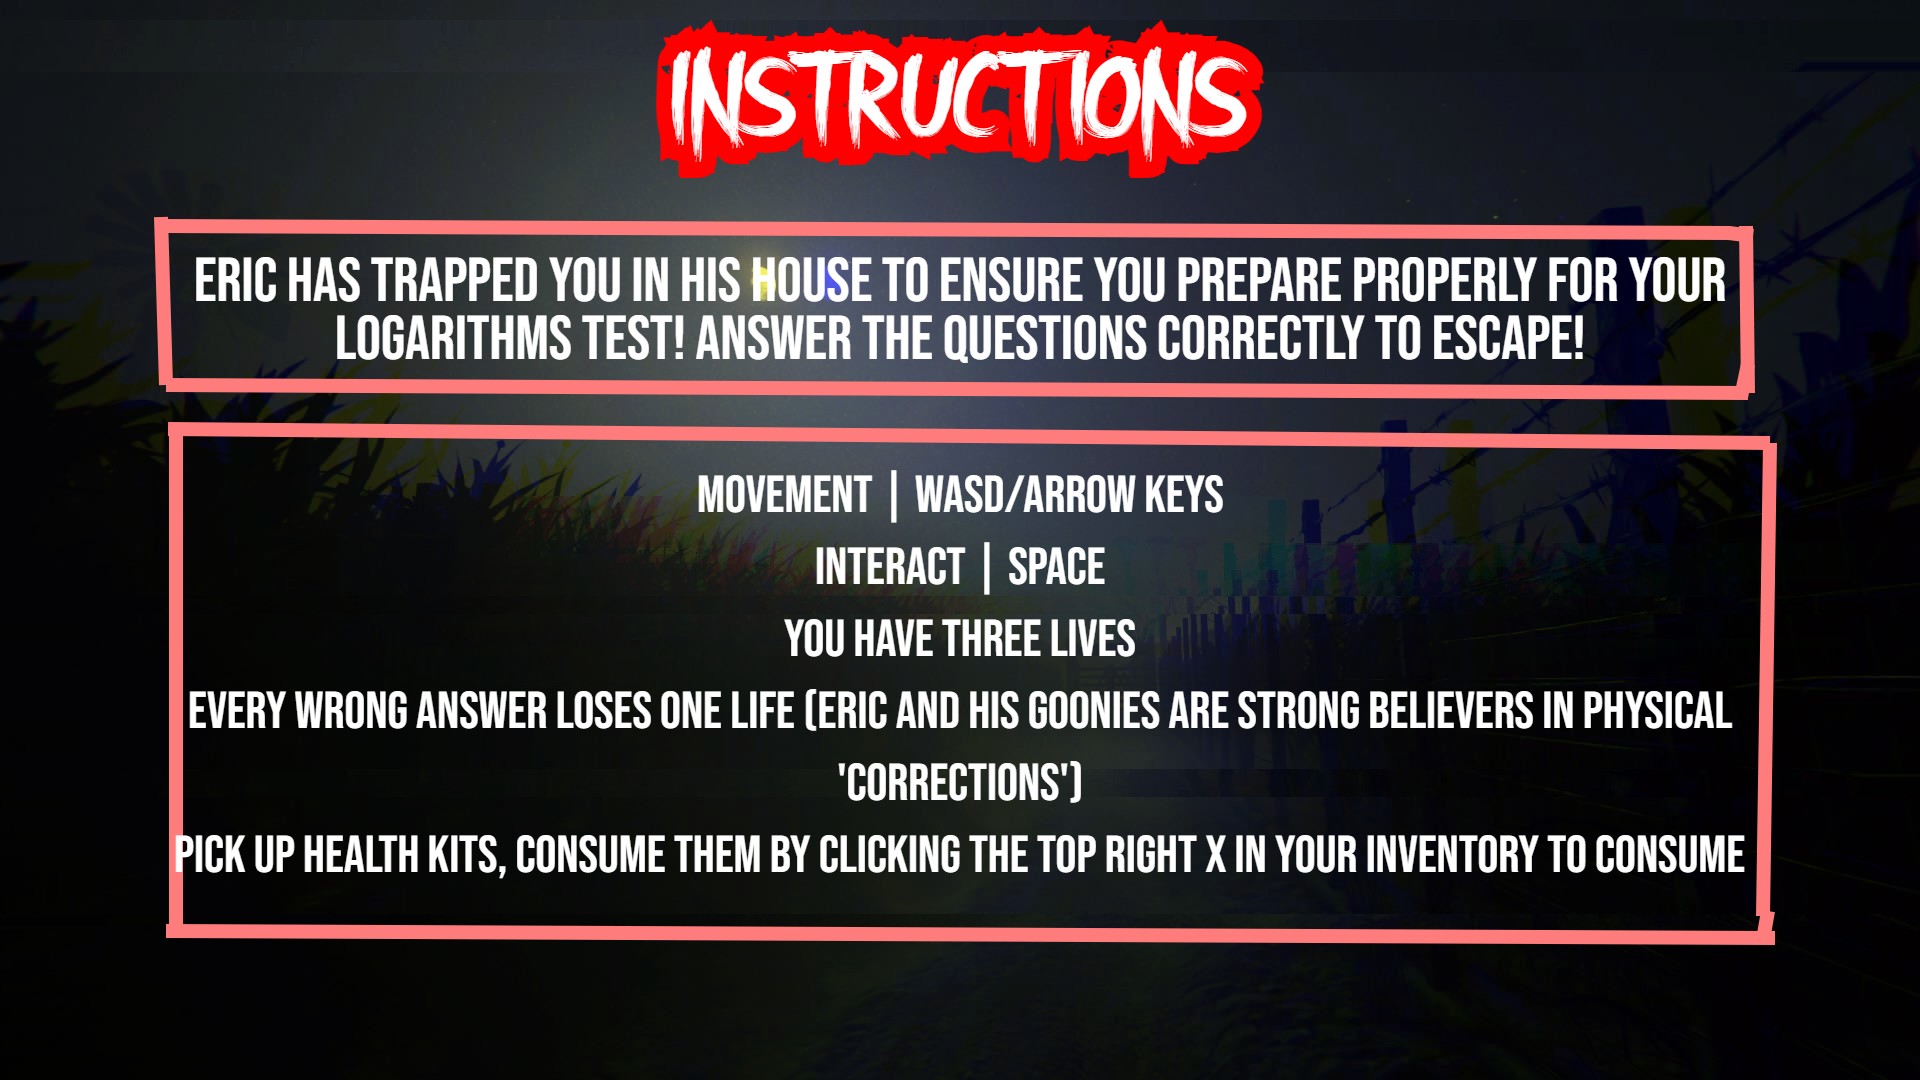 INSTRUCTIONS
ERIC HAS TRAPPED YOU IN HIS HOUSE TO ENSURE YOU PREPARE PROPERLY FOR YOUR
LOGARITHMS TEST! ANSWER THE QUESTIONS CORRECTLY TO ESCAPE!
MOVEMENT | WASD/ARROW KEYS
INTERACT | SPACE
YOU HAVE THREE LIVES
EVERY WRONG ANSWER LOSES ONE LIFE (ERIC AND HIS GOONIES ARE STRONG BELIEVERS IN PHYSICAL
'CORRECTIONS')
PICK UP HEALTH KITS, CONSUME THEM BY CLICKING THE TOP RIGHT X IN YOUR INVENTORY TO CONSUME